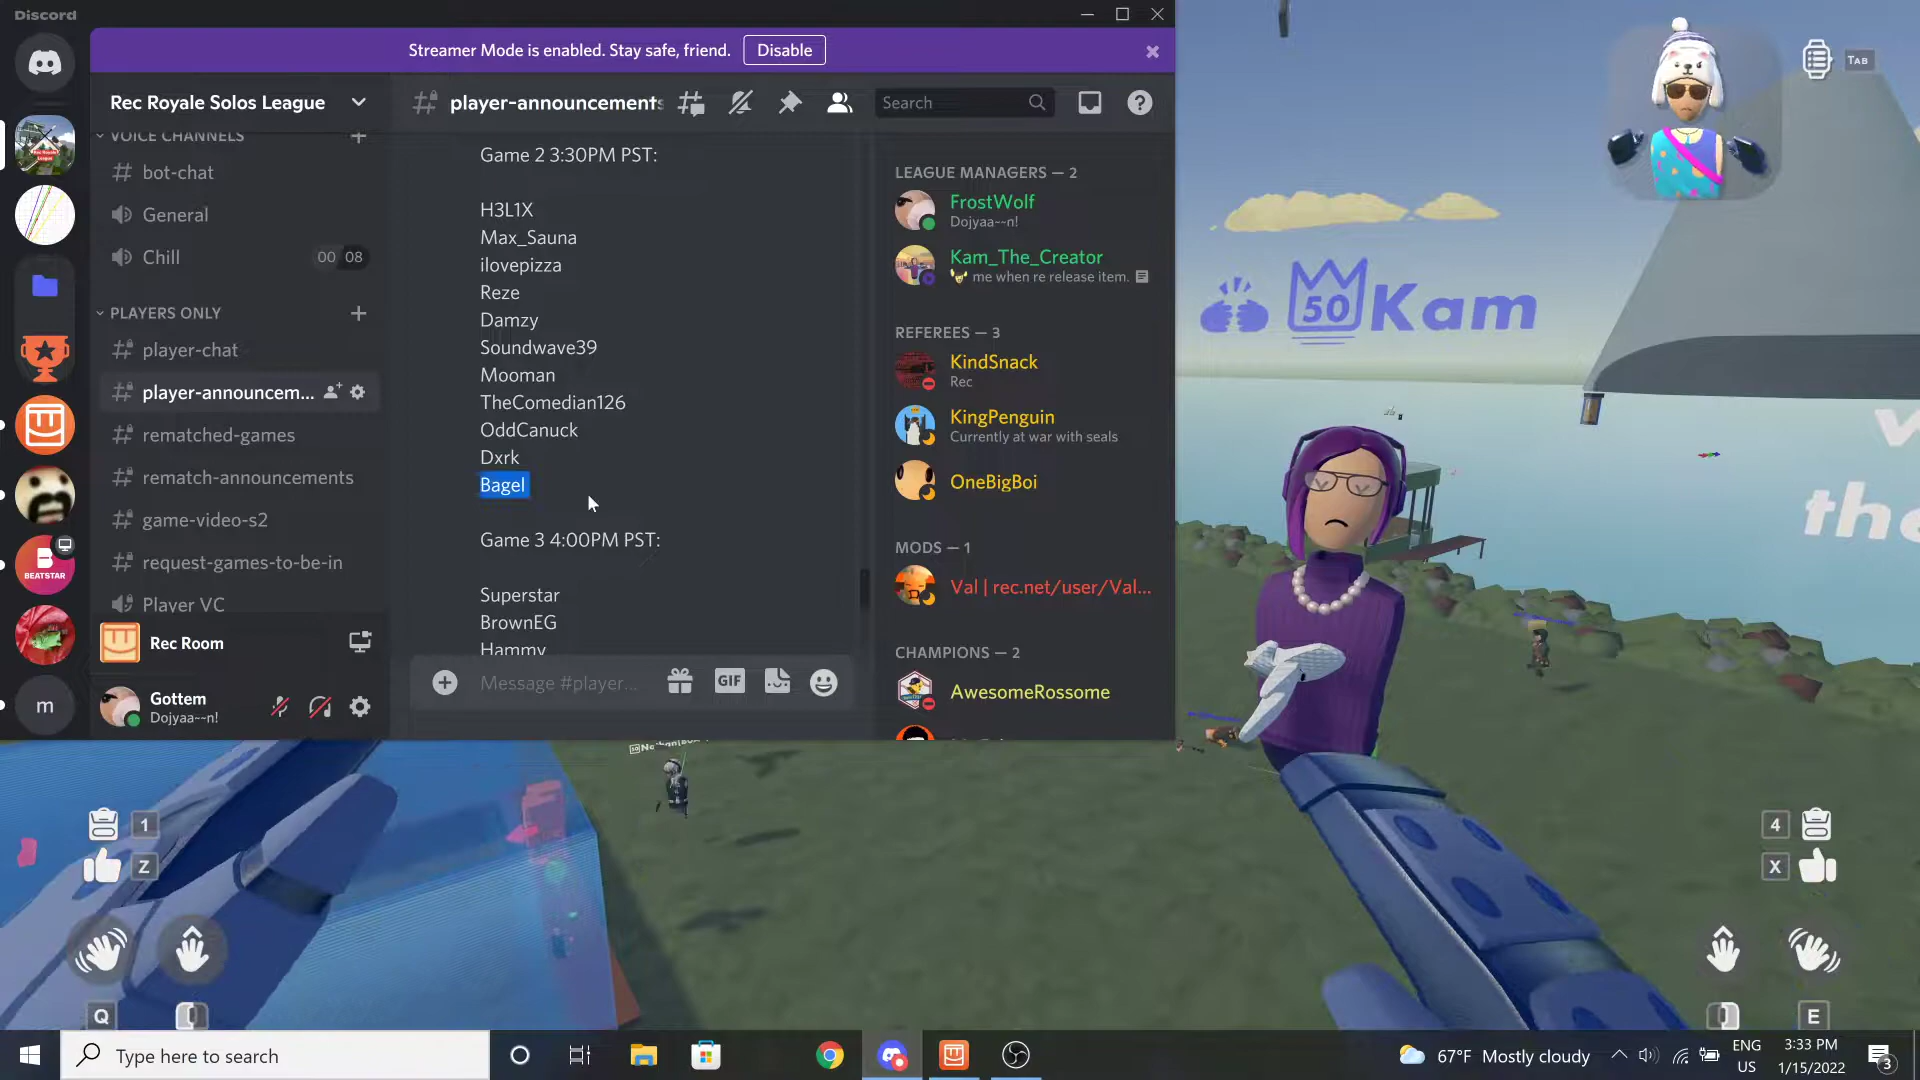 Discord
Streamer Mode is enabled. Stay safe, friend.
Disable
Rec Royale Solos League
player-announcements
Search
TAB
VOICE CHANNELS
bot-chat
General
Chill
00 08
PLAYERS ONLY
player-chat
player-announcem...
rematched-games
rematch-announcements
game-video-s2
request-games-to-be-in
Player VC
Rec Room
Gottem
Dojyaa~~n!
BEATSTAR
m
Game 2 3:30PM PST:
H3L1X
Max_Sauna
ilovepizza
Reze
Damzy
Soundwave39
Mooman
TheComedian126
OddCanuck
Dxrk
Bagel
Game 3 4:00PM PST:
Superstar
BrownEG
Hammy
Message #player...
GIF
LEAGUE MANAGERS — 2
FrostWolf
Dojyaa~~n!
Kam_The_Creator
me when re release item.
REFEREES — 3
KindSnack
Rec
KingPenguin
Currently at war with seals
OneBigBoi
MODS — 1
Val | rec.net/user/Val...
CHAMPIONS — 2
AwesomeRossome
50 Kam
1
Z
Q
4
X
E
Type here to search
67°F Mostly cloudy
ENG
US
3:33 PM
1/15/2022
3